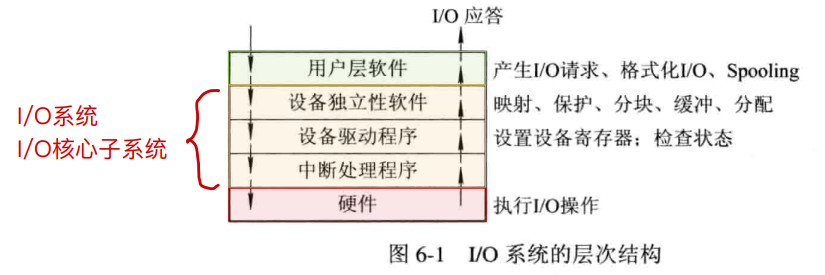 I/O 应答
用户层软件 产生I/O请求、格式化I/O、Spooling
I/O系统
I/O核心子系统
设备独立性软件 映射、保护、分块、缓冲、分配
设备驱动程序 设置设备寄存器；检查状态
中断处理程序
硬件 执行I/O操作
图 6-1 I/O 系统的层次结构